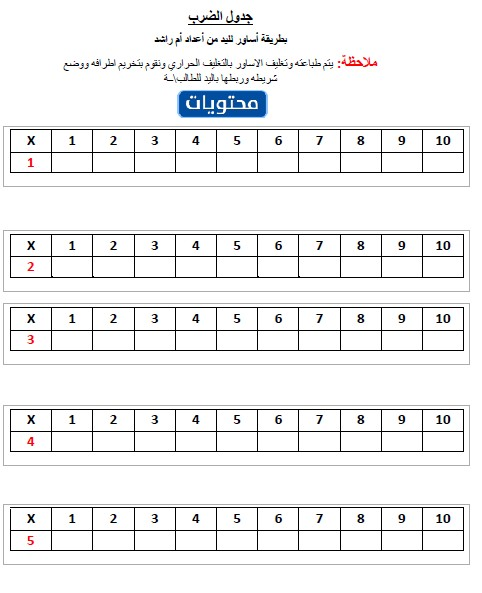 جدول الضرب
بطريقة أساور لليد من أعداد أم راشد
ملاحظة: يتم طباعته وتغليف الاساور بالتغليف الحراري ونقوم بتخريم اطرافه ووضع
شريطه وربطها باليد للطالب\ـة
محتويات
X 1 2 3 4 5 6 7 8 9 10
1
X 1 2 3 4 5 6 7 8 9 10
2
X 1 2 3 4 5 6 7 8 9 10
3
X 1 2 3 4 5 6 7 8 9 10
4
X 1 2 3 4 5 6 7 8 9 10
5